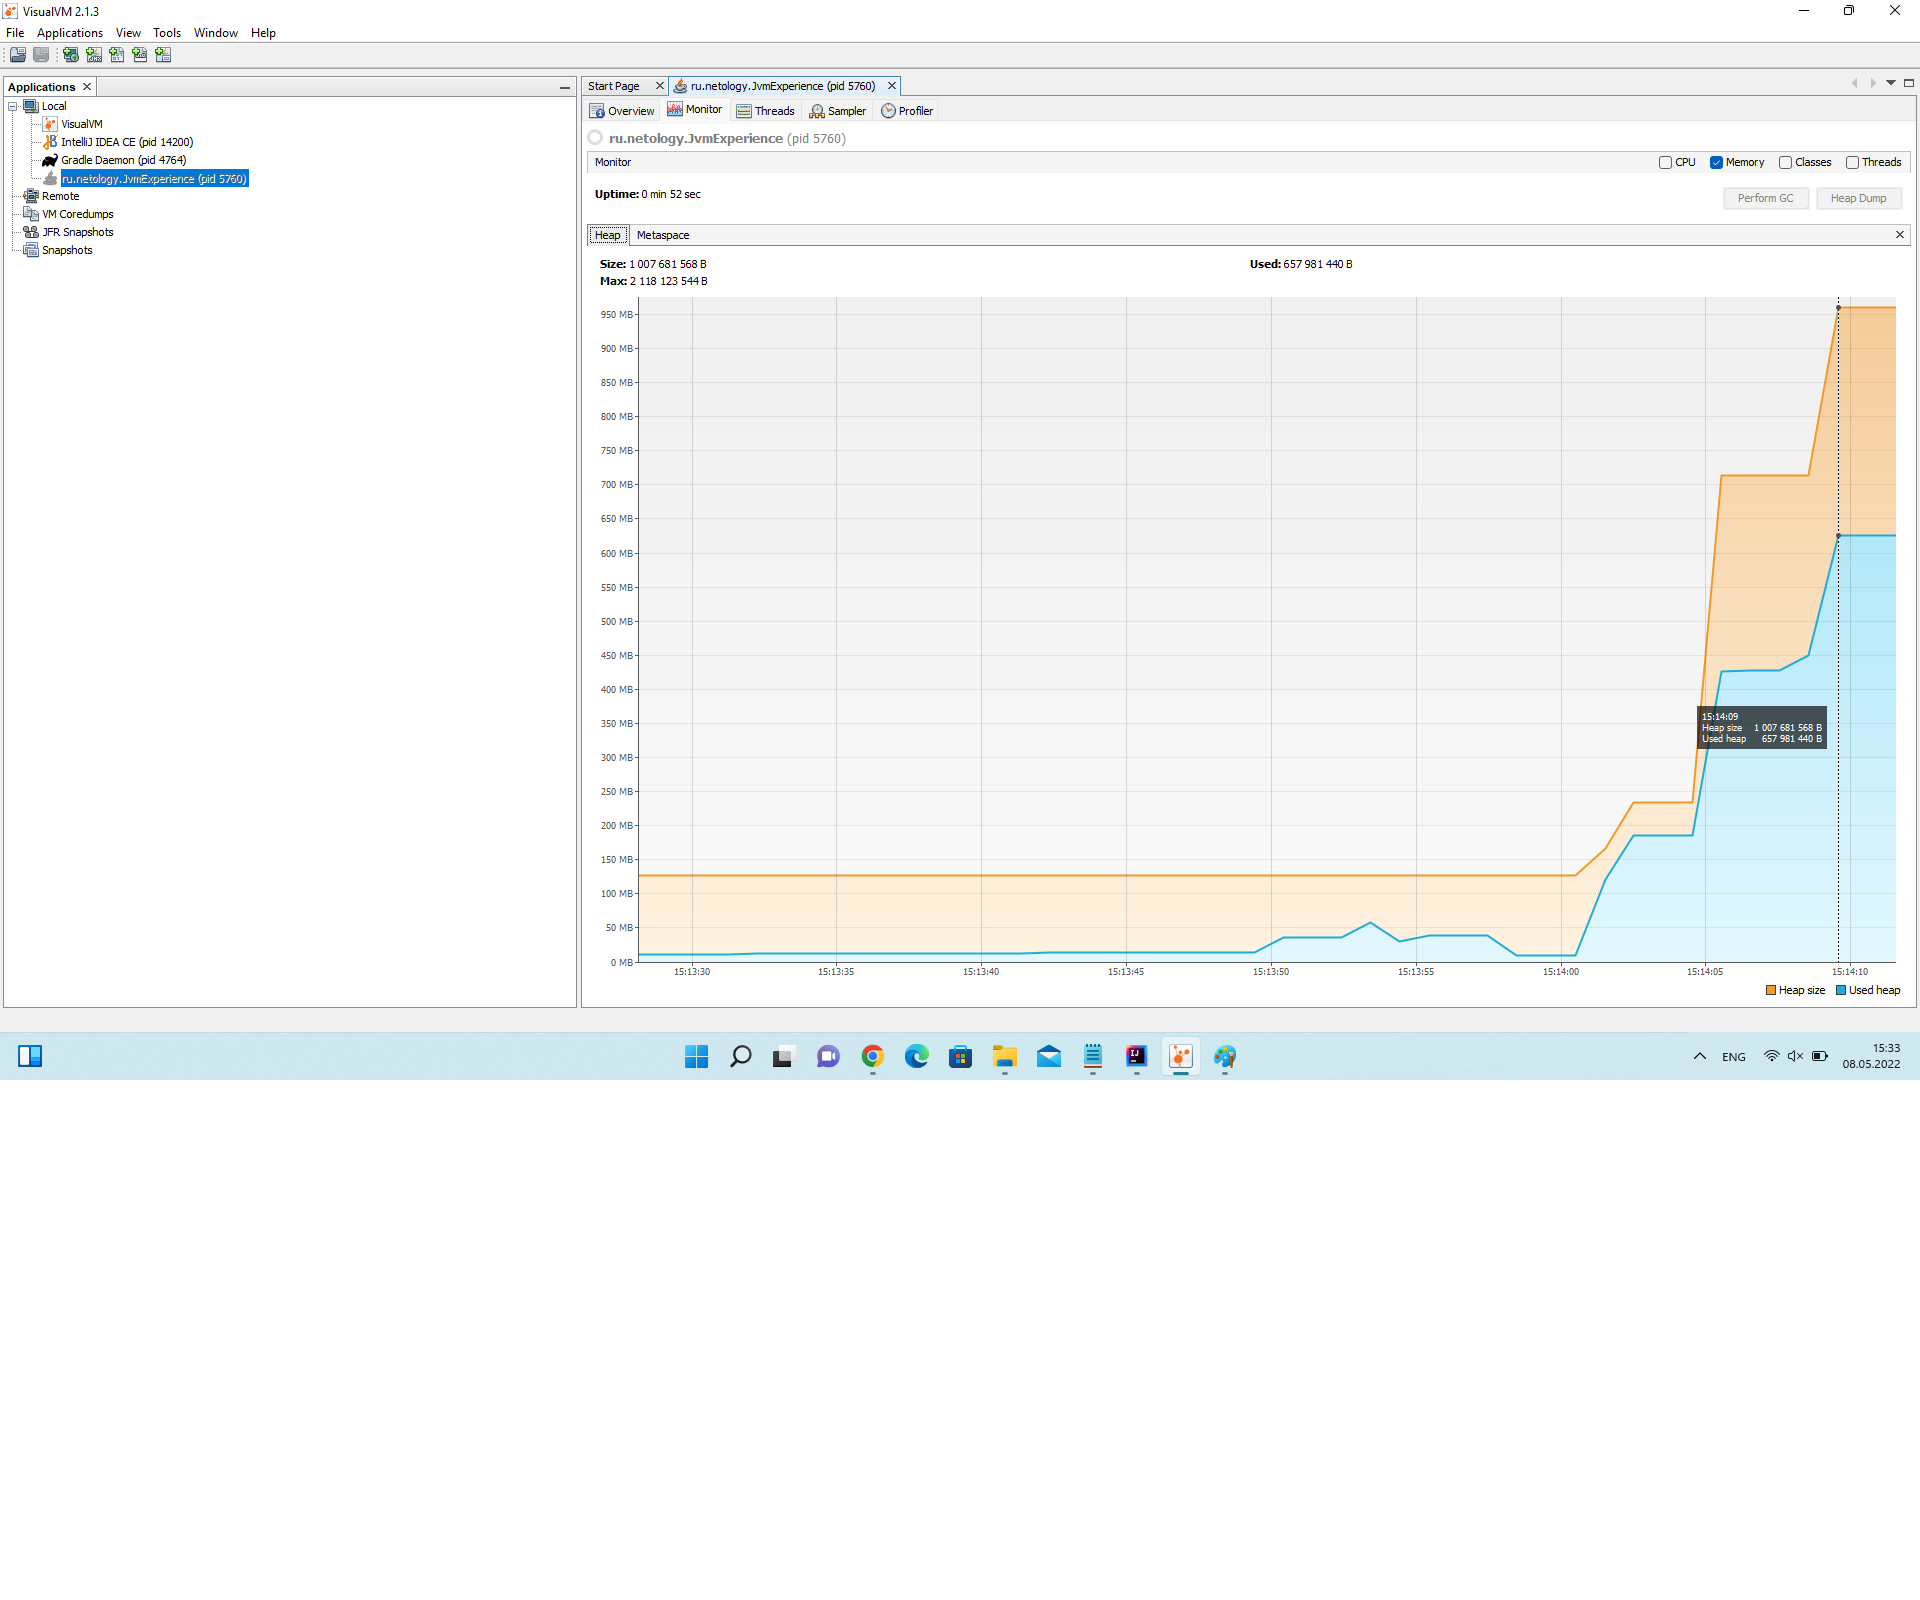 VisualVM 2.1.3
File Applications View Tools Window Help
Applications
Local
VisualVM
IntelliJ IDEA CE (pid 14200)
Gradle Daemon (pid 4764)
ru.netology.JvmExperience (pid 5760)
Remote
VM Coredumps
JFR Snapshots
Snapshots
Start Page ru.netology.JvmExperience (pid 5760)
Overview Monitor Threads Sampler Profiler
ru.netology.JvmExperience (pid 5760)
Monitor CPU Memory Classes Threads
Uptime: 0 min 52 sec Perform GC Heap Dump
Heap Metaspace
Size: 1 007 681 568 B Used: 657 981 440 B
Max: 2 118 123 544 B
950 MB
900 MB
850 MB
800 MB
750 MB
700 MB
650 MB
600 MB
550 MB
500 MB
450 MB
400 MB
350 MB
300 MB
250 MB
200 MB
150 MB
100 MB
50 MB
0 MB
15:14:09
Heap size 1 007 681 568 B
Used heap 657 981 440 B
15:13:30 15:13:35 15:13:40 15:13:45 15:13:50 15:13:55 15:14:00 15:14:05 15:14:10
Heap size Used heap
ENG
15:33
08.05.2022